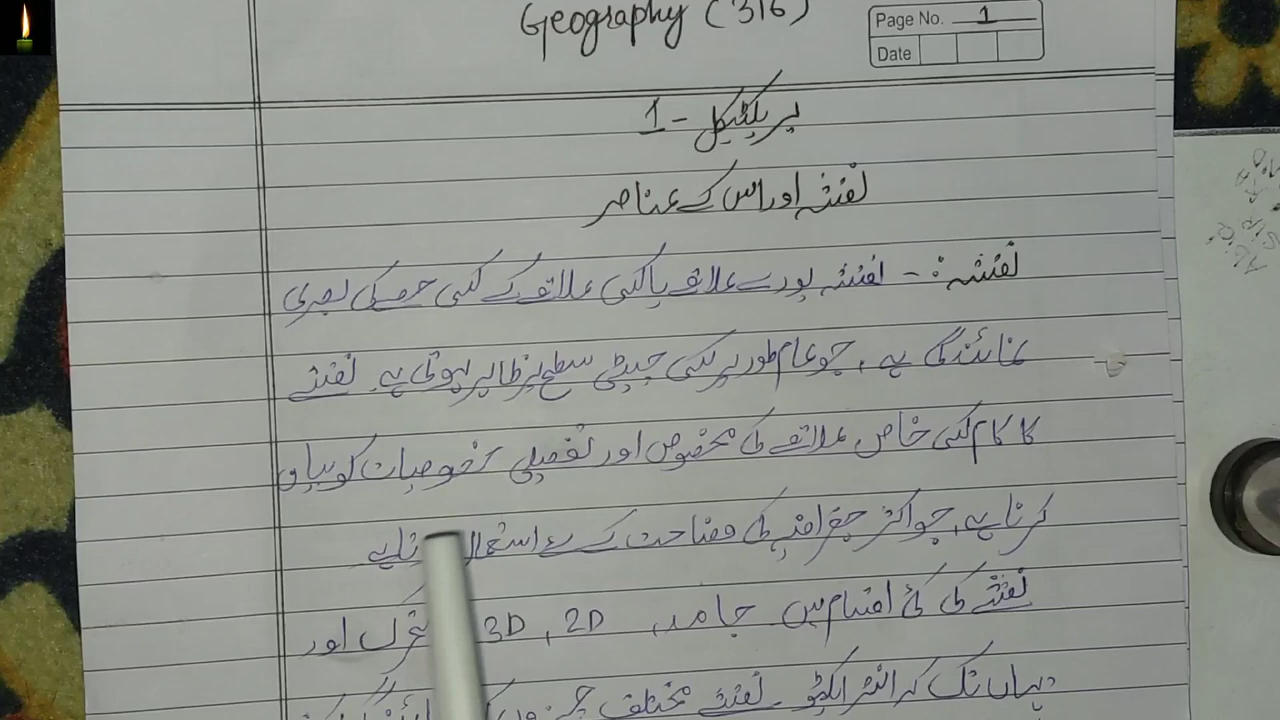 Geography (316)
Page No. 1
Date
پریکٹیکل - 1
نقشہ اور اس کے عناصر
نقشہ :- نقشہ پورے علاقے یا کسی علاقے کے کسی حصے کی بصری
نمائندگی ہے، جو عام طور پر کسی چپٹی سطح پر ظاہر ہوتی ہے۔ نقشے
کا کام کسی خاص علاقے کی مخصوص اور تفصیلی خصوصیات کو بیان
کرنا ہے، جو اکثر جغرافیہ کی وضاحت کے لئے استعمال
نقشے کی کئی اقسام ہیں جامد، 2D، 3D اور
یہاں تک کہ انٹرایکٹو۔ نقشے مختلف چیزوں